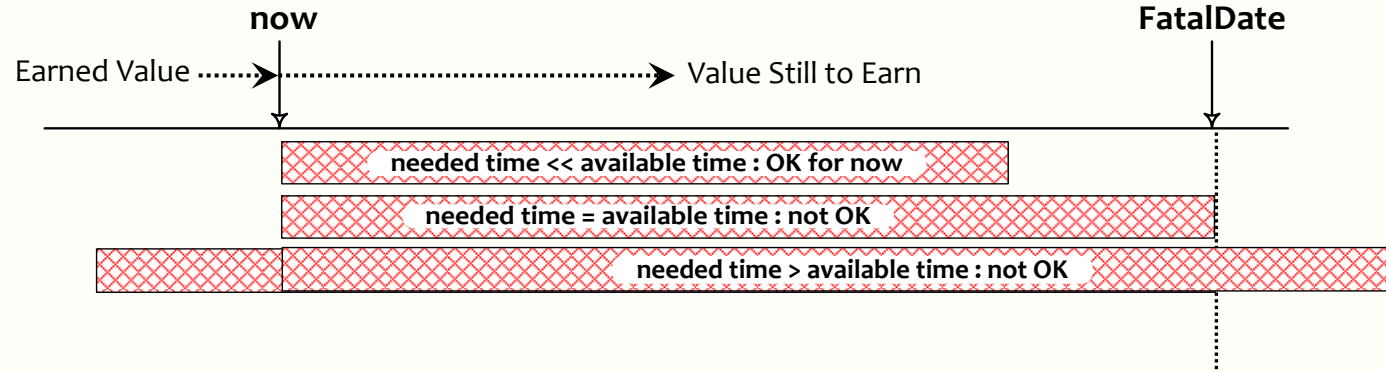 now
FatalDate
Earned Value
Value Still to Earn
needed time << available time : OK for now
needed time = available time : not OK
needed time > available time : not OK